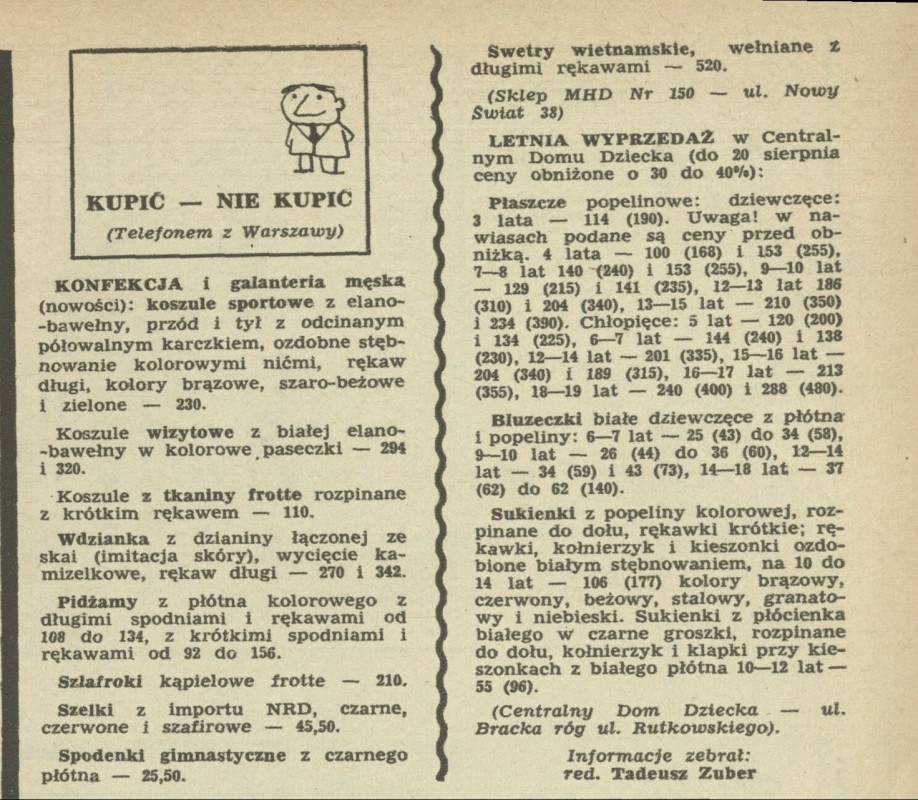 KUPIĆ — NIE KUPIĆ
(Telefonem z Warszawy)
KONFEKCJA i galanteria męska
(nowości): koszule sportowe z elano-
-bawełny, przód i tył z odcinanym
półowalnym karczkiem, ozdobne stęb-
nowanie kolorowymi nićmi, rękaw
długi, kolory brązowe, szaro-beżowe
i zielone — 230.
Koszule wizytowe z białej elano-
-bawełny w kolorowe paseczki — 294
i 320.
Koszule z tkaniny frotte rozpinane
z krótkim rękawem — 110.
Wdzianka z dzianiny łączonej ze
skai (imitacja skóry), wycięcie ka-
mizelkowe, rękaw długi — 270 i 342.
Pidżamy z płótna kolorowego z
długimi spodniami i rękawami od
108 do 134, z krótkimi spodniami i
rękawami od 92 do 156.
Szlafroki kąpielowe frotte — 210.
Szelki z importu NRD, czarne,
czerwone i szafirowe — 45,50.
Spodenki gimnastyczne z czarnego
płótna — 25,50.
Swetry wietnamskie, wełniane z
długimi rękawami — 520.
(Sklep MHD Nr 150 — ul. Nowy
Świat 38)
LETNIA WYPRZEDAŻ w Central-
nym Domu Dziecka (do 20 sierpnia
ceny obniżone o 30 do 40%):
Płaszcze popelinowe: dziewczęce:
3 lata — 114 (190). Uwaga! w na-
wiasach podane są ceny przed ob-
niżką. 4 lata — 100 (168) i 153 (255),
7—8 lat 140 (240) i 153 (255), 9—10 lat
— 129 (215) i 141 (235), 12—13 lat 186
(310) i 204 (340), 13—15 lat — 210 (350)
i 234 (390). Chłopięce: 5 lat — 120 (200)
i 134 (225), 6—7 lat — 144 (240) i 138
(230), 12—14 lat — 201 (335), 15—16 lat —
204 (340) i 189 (315), 16—17 lat — 213
(355), 18—19 lat — 240 (400) i 288 (480).
Bluzeczki białe dziewczęce z płótna
i popeliny: 6—7 lat — 25 (43) do 34 (58),
9—10 lat — 26 (44) do 36 (60), 12—14
lat — 34 (59) i 43 (73), 14—18 lat — 37
(62) do 62 (140).
Sukienki z popeliny kolorowej, roz-
pinane do dołu, rękawki krótkie; rę-
kawki, kołnierzyk i kieszonki ozdo-
bione białym stębnowaniem, na 10 do
14 lat — 106 (177) kolory brązowy,
czerwony, beżowy, stalowy, granato-
wy i niebieski. Sukienki z płócienka
białego w czarne groszki, rozpinane
do dołu, kołnierzyk i klapki przy kie-
szonkach z białego płótna 10—12 lat —
55 (96).
(Centralny Dom Dziecka — ul.
Bracka róg ul. Rutkowskiego).
Informacje zebrał:
red. Tadeusz Zuber